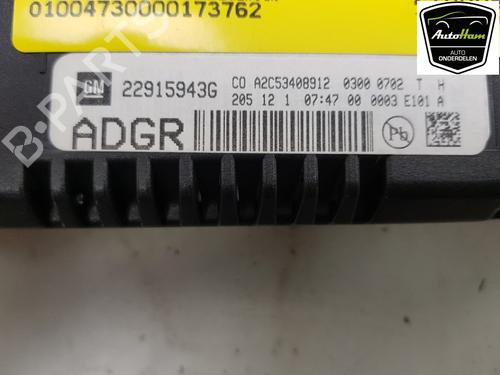 01004730000173762
AutoHam
AUTO
ONDERDELEN
GM 22915943G CO A2C53408912 0300 0702 T H
205 12 1 07:47 00 0003 E101 A
ADGR
Pb
B-PARTS